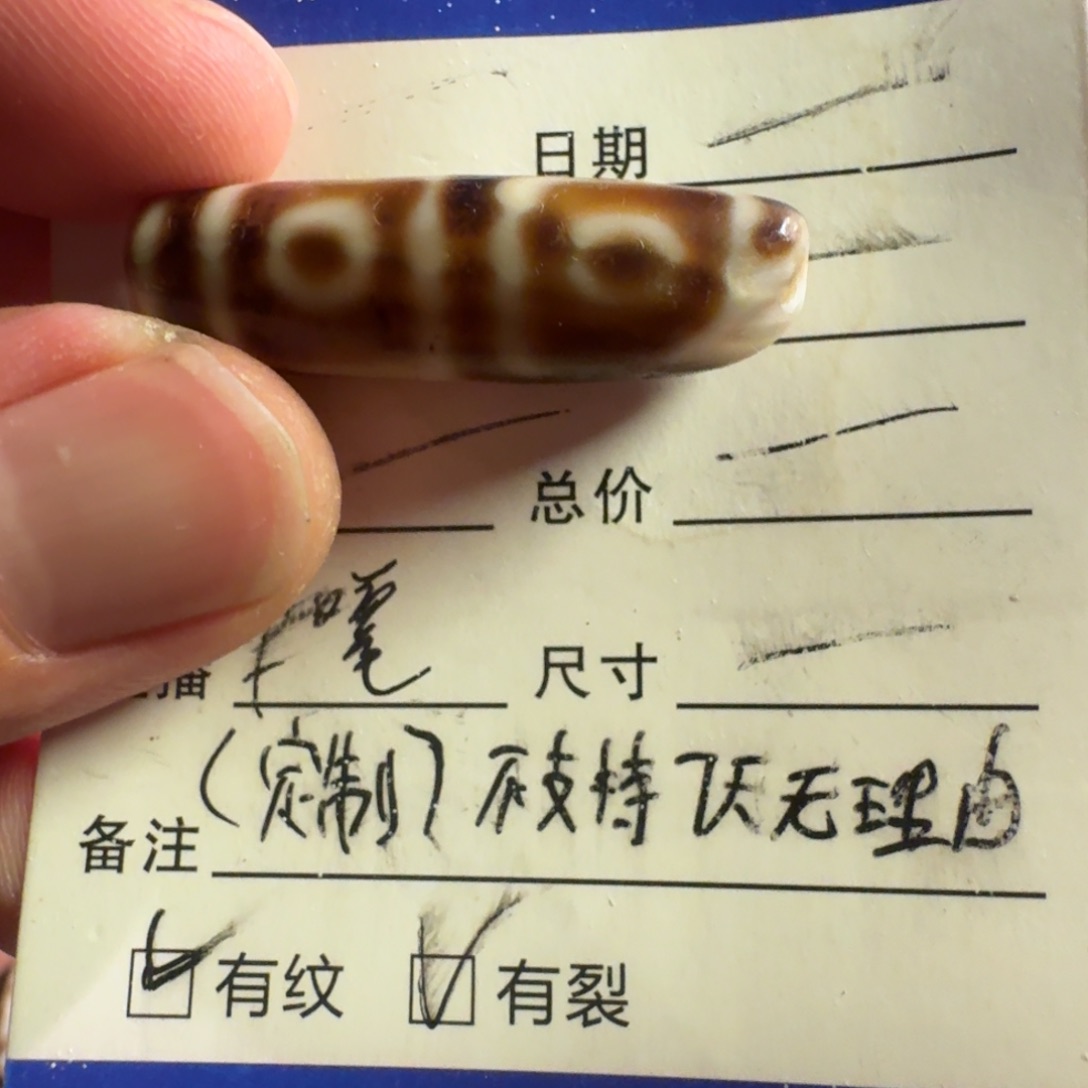 日期
总价
播 尺寸
备注 (定制) 不支持7天无理由
有纹 有裂